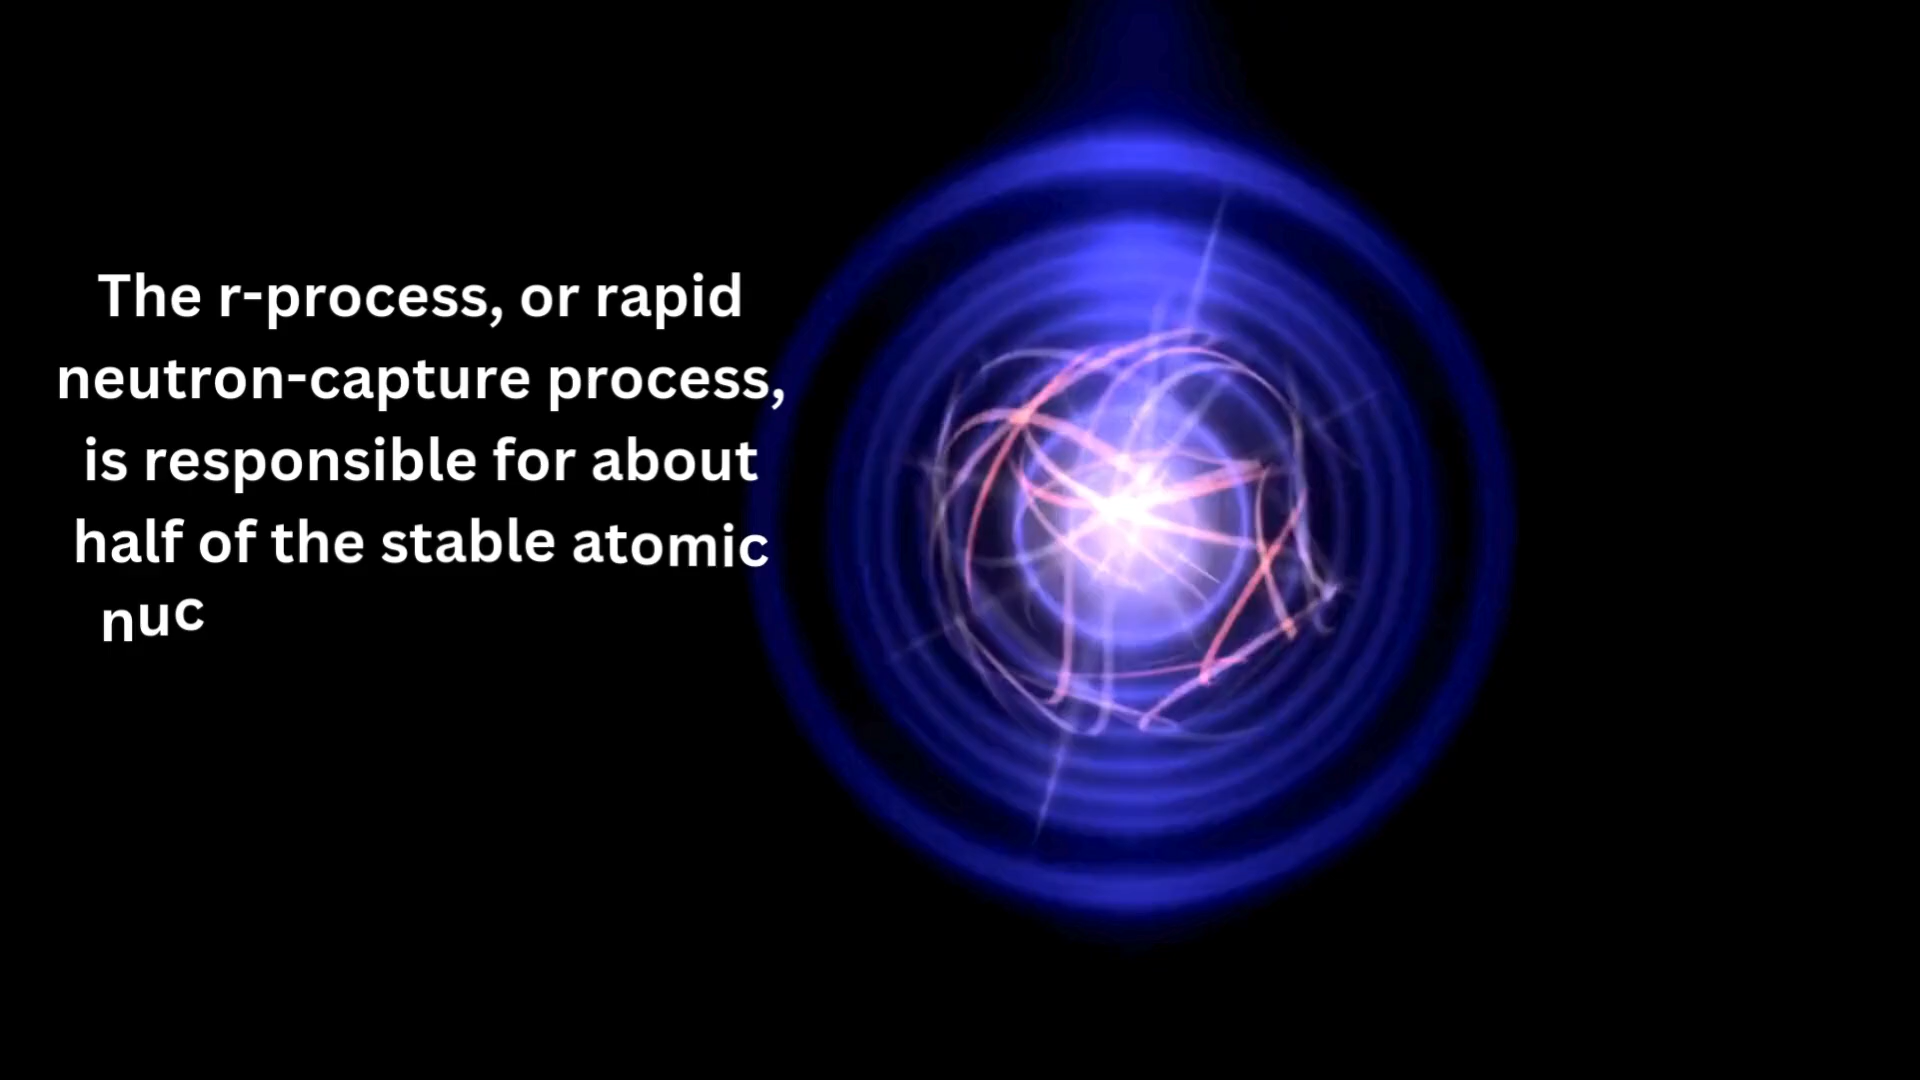 The r-process, or rapid
neutron-capture process,
is responsible for about
half of the stable atomic
nuc